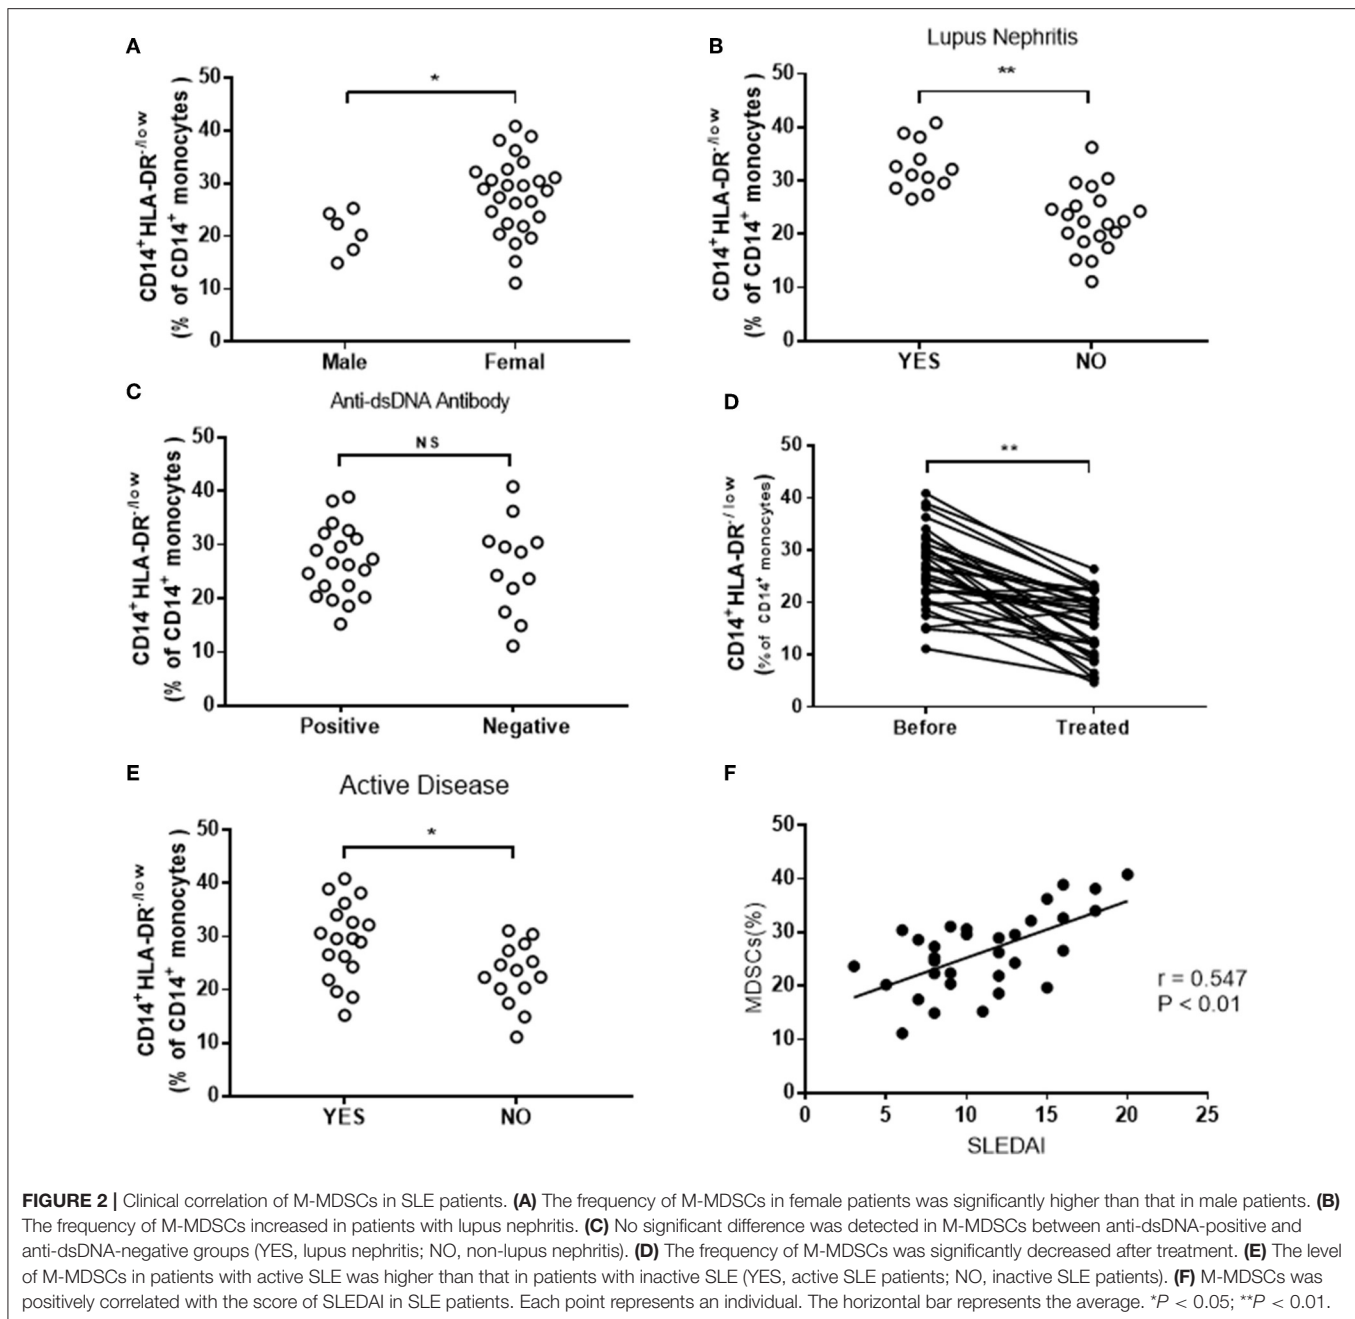 A
CD14⁺HLA-DR⁻/low
(% of CD14⁺ monocytes)
50
40
30
20
10
0
*
Male
Femal
B
Lupus Nephritis
CD14⁺HLA-DR⁻/low
(% of CD14⁺ monocytes)
50
40
30
20
10
0
**
YES
NO
C
Anti-dsDNA Antibody
CD14⁺HLA-DR⁻/low
(% of CD14⁺ monocytes)
50
40
30
20
10
0
NS
Positive
Negative
D
CD14⁺HLA-DR⁻/low
(% of CD14⁺ monocytes)
50
40
30
20
10
0
**
Before
Treated
E
Active Disease
CD14⁺HLA-DR⁻/low
(% of CD14⁺ monocytes)
50
40
30
20
10
0
*
YES
NO
F
MDSCs(%)
50
40
30
20
10
0
r = 0.547
P < 0.01
0
5
10
15
20
25
SLEDAI
FIGURE 2 | Clinical correlation of M-MDSCs in SLE patients. (A) The frequency of M-MDSCs in female patients was significantly higher than that in male patients. (B)
The frequency of M-MDSCs increased in patients with lupus nephritis. (C) No significant difference was detected in M-MDSCs between anti-dsDNA-positive and
anti-dsDNA-negative groups (YES, lupus nephritis; NO, non-lupus nephritis). (D) The frequency of M-MDSCs was significantly decreased after treatment. (E) The level
of M-MDSCs in patients with active SLE was higher than that in patients with inactive SLE (YES, active SLE patients; NO, inactive SLE patients). (F) M-MDSCs was
positively correlated with the score of SLEDAI in SLE patients. Each point represents an individual. The horizontal bar represents the average. *P < 0.05; **P < 0.01.